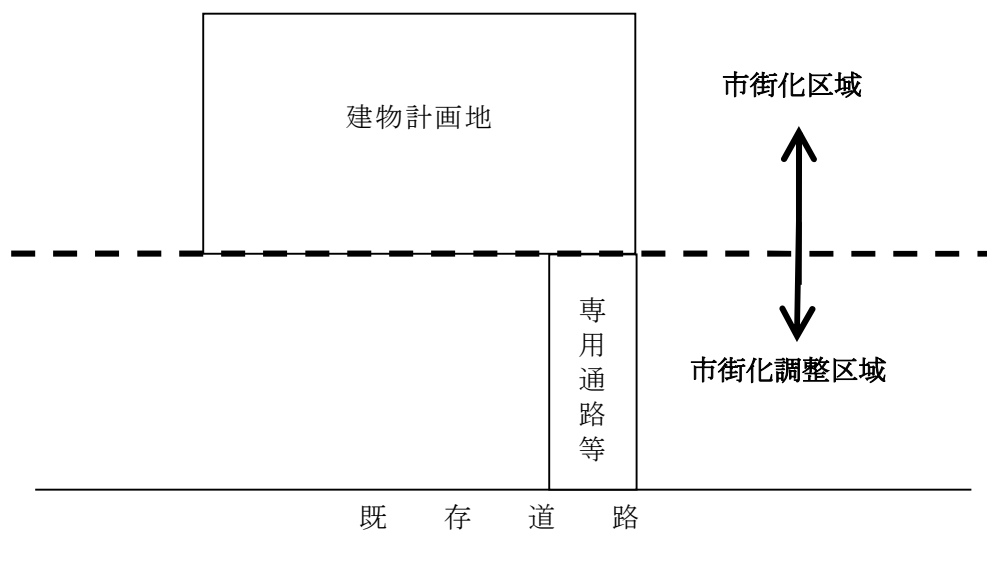 市街化区域
建物計画地
専用通路等
市街化調整区域
既存道路